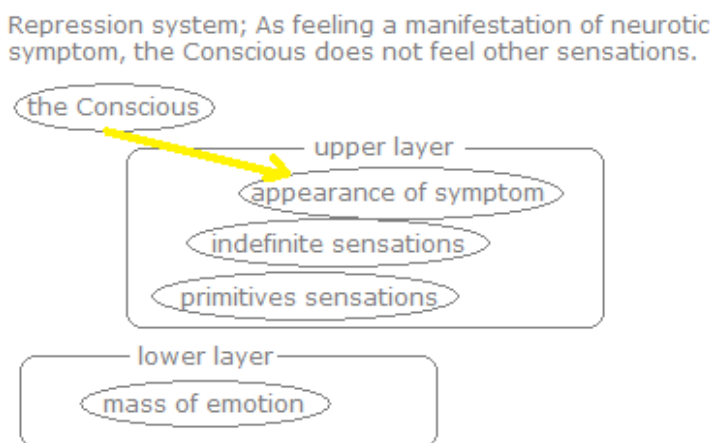 Repression system; As feeling a manifestation of neurotic
symptom, the Conscious does not feel other sensations.
the Conscious
upper layer
appearance of symptom
indefinite sensations
primitives sensations
lower layer
mass of emotion